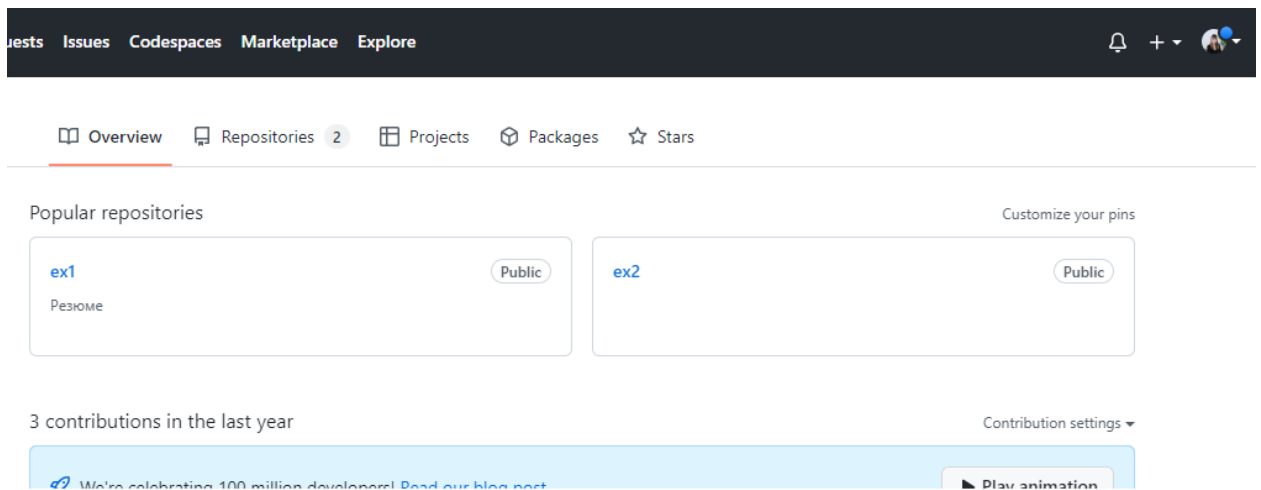 Issues Codespaces Marketplace Explore
Overview Repositories 2 Projects Packages Stars
Popular repositories Customize your pins
ex1 Public ex2 Public
Резюме
3 contributions in the last year Contribution settings
We're celebrating 100 million developers! Read our blog post Play animation